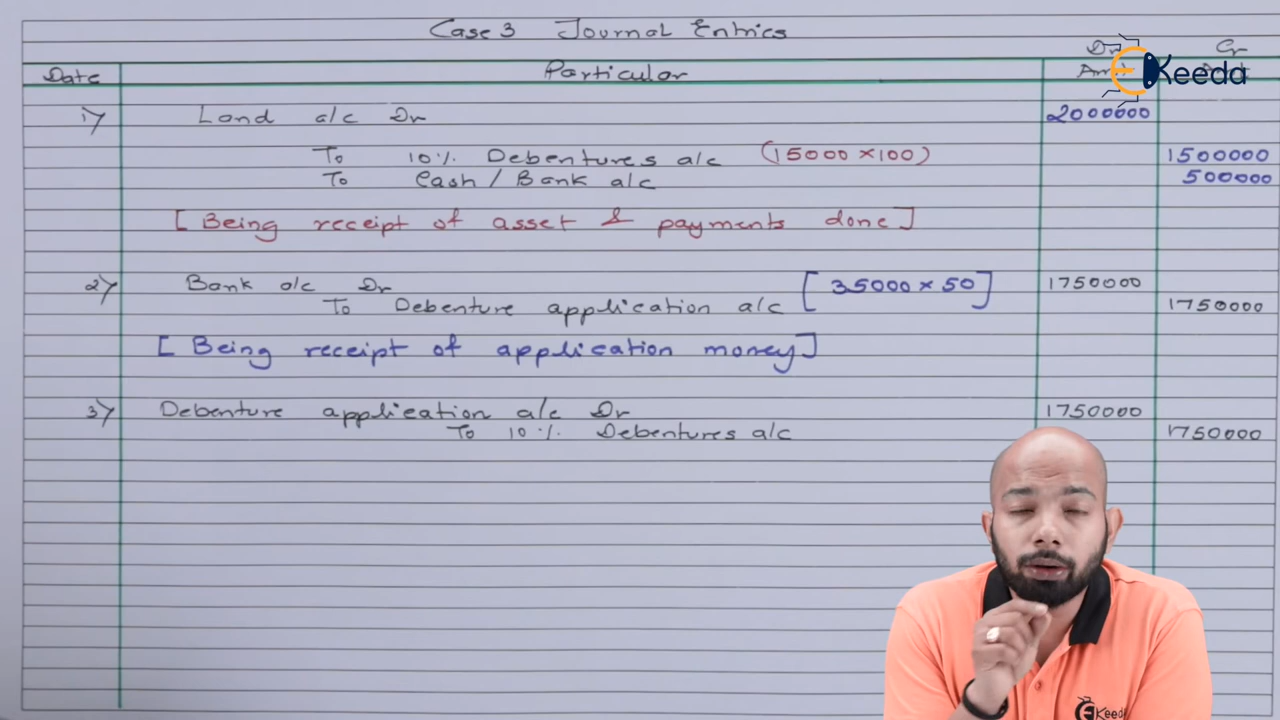 Case 3 Journal Entries
Dr Cr
Date Particular Keeda
1) Land a/c Dr 2000000
To 10% Debentures a/c (15000 × 100) 1500000
To Cash / Bank a/c 500000
[ Being receipt of asset & payments done ]
2) Bank a/c Dr [ 35000 × 50 ] 1750000
To Debenture application a/c 1750000
[ Being receipt of application money ]
3) Debenture application a/c Dr 1750000
To 10% Debentures a/c 1750000
Keeda